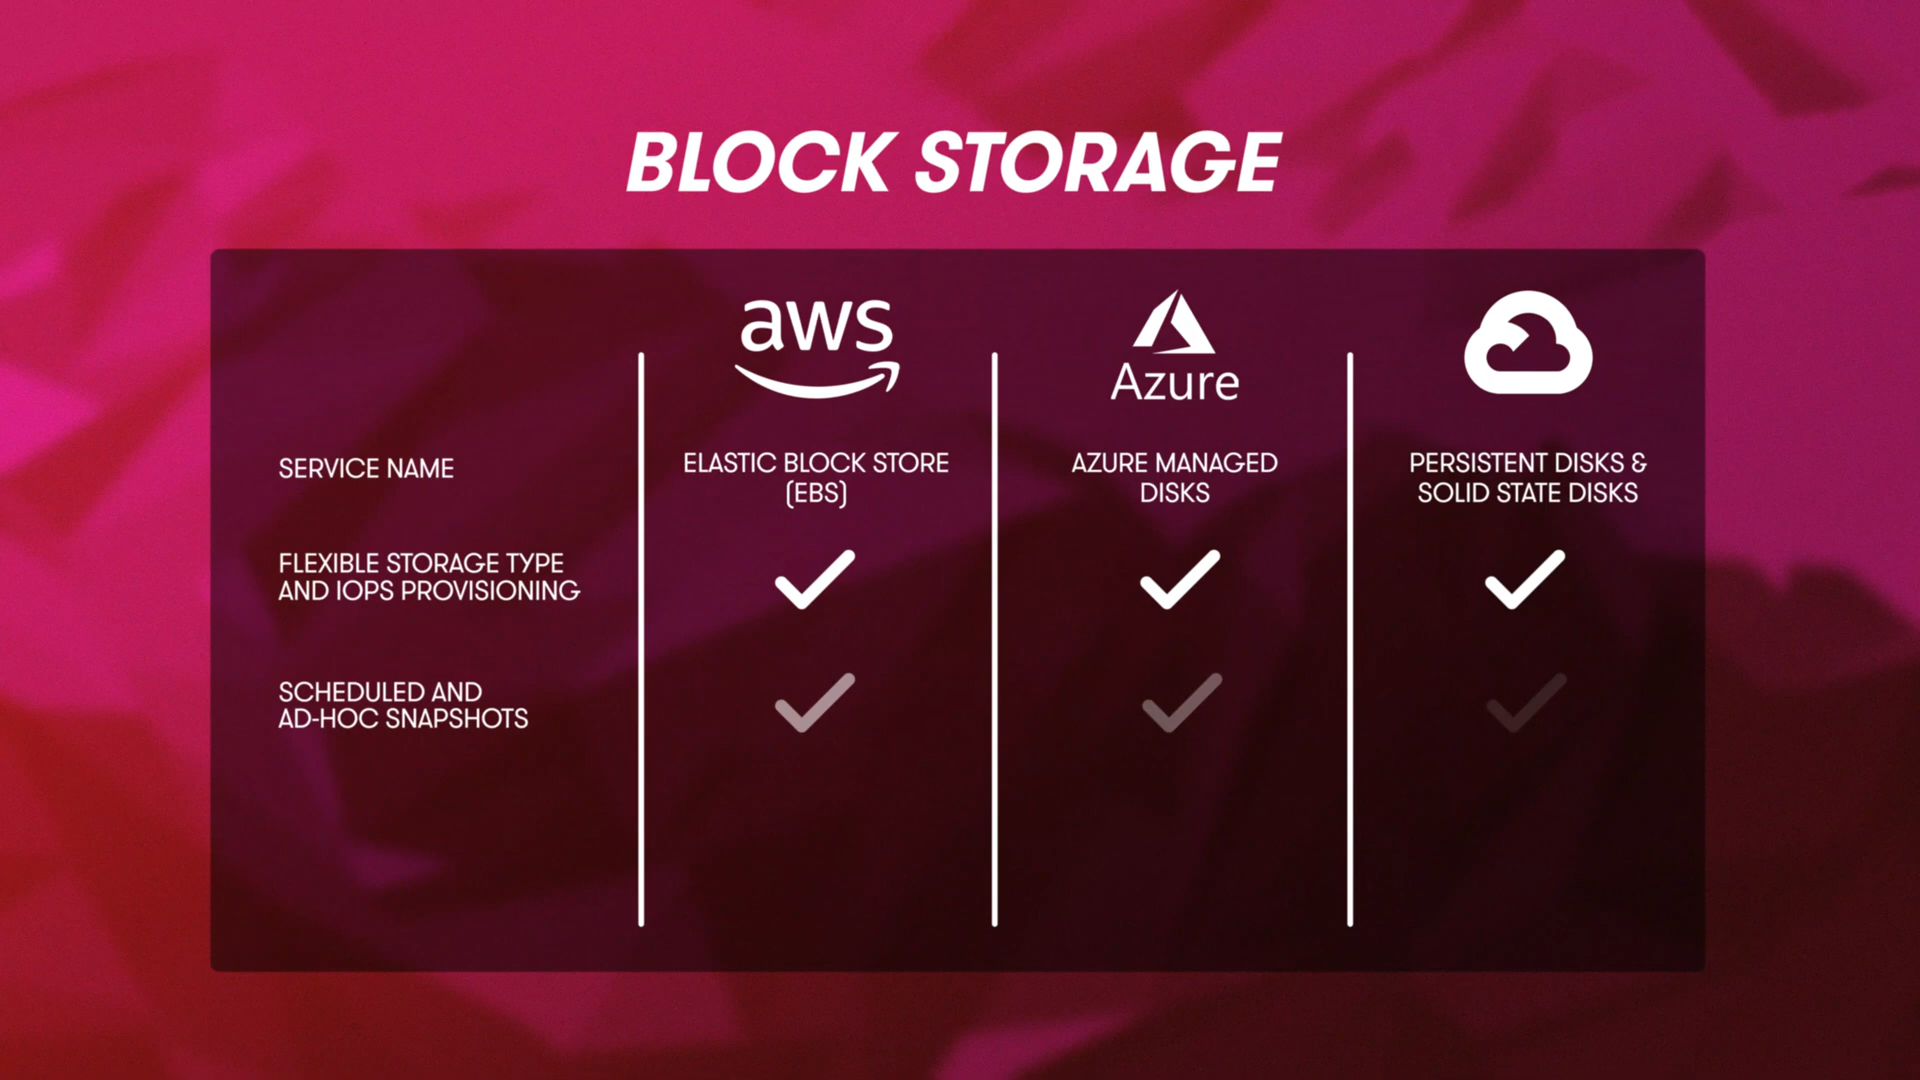 BLOCK STORAGE
aws
Azure
SERVICE NAME
ELASTIC BLOCK STORE
(EBS)
AZURE MANAGED
DISKS
PERSISTENT DISKS &
SOLID STATE DISKS
FLEXIBLE STORAGE TYPE
AND IOPS PROVISIONING
SCHEDULED AND
AD-HOC SNAPSHOTS